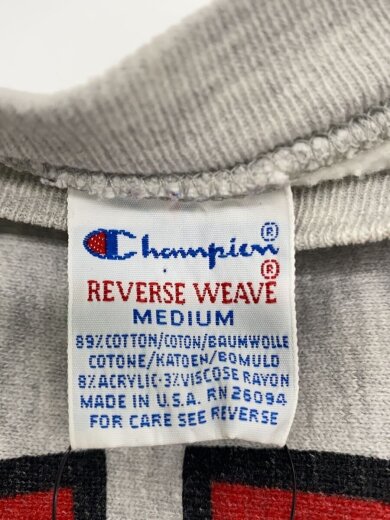 Champion®
REVERSE WEAVE®
MEDIUM
89% COTTON/COTON/BAUMWOLLE
COTONE/KATOEN/BOMULD
8% ACRYLIC·3% VISCOSE RAYON
MADE IN U.S.A. RN 26094
FOR CARE SEE REVERSE